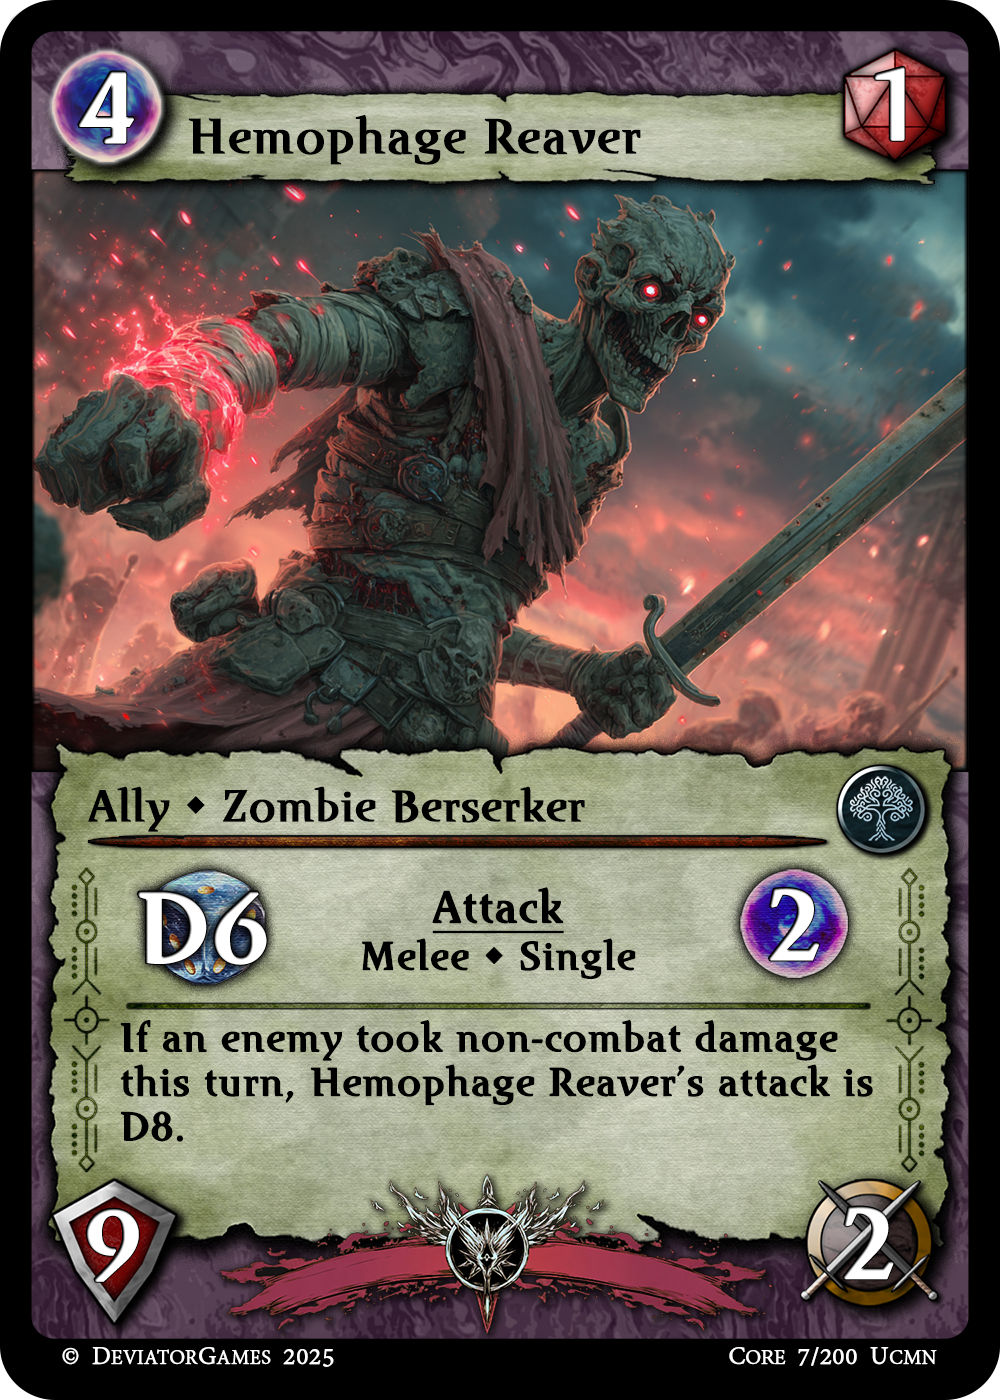 4
Hemophage Reaver
1
Ally ◆ Zombie Berserker
D6
Attack
2
Melee ◆ Single
If an enemy took non-combat damage
this turn, Hemophage Reaver's attack is
D8.
9
2
© DeviatorGames 2025
Core 7/200 Ucmn